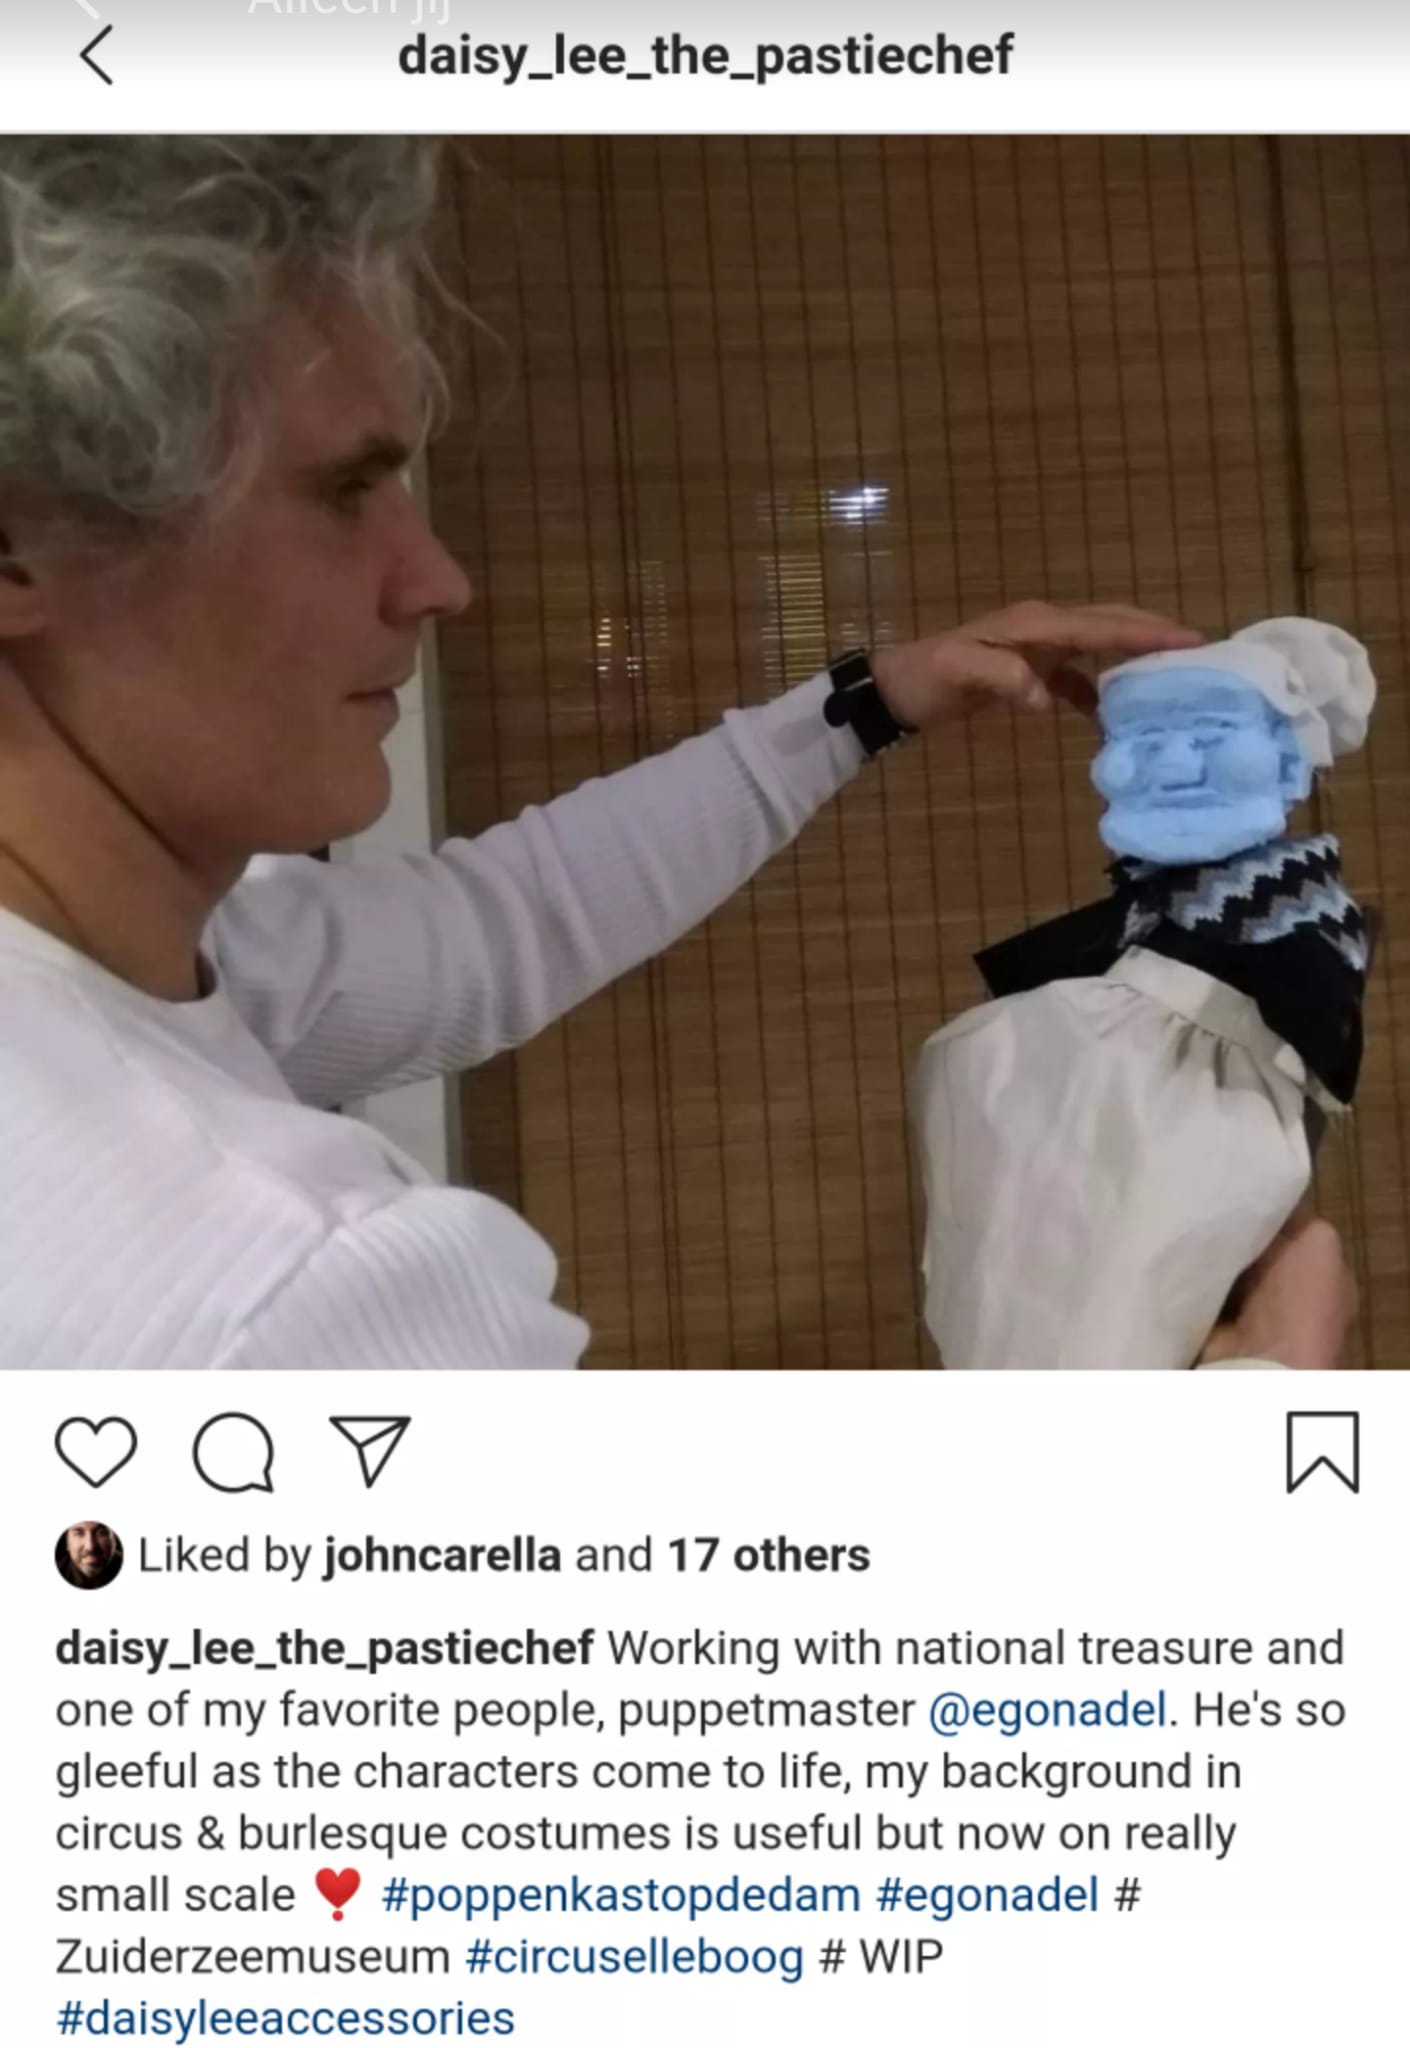 Aileen jij
daisy_lee_the_pastiechef
Liked by johncarella and 17 others
daisy_lee_the_pastiechef Working with national treasure and
one of my favorite people, puppetmaster @egonadel. He's so
gleeful as the characters come to life, my background in
circus & burlesque costumes is useful but now on really
small scale ❣️ #poppenkastopdedam #egonadel #
Zuiderzeemuseum #circuselleboog # WIP
#daisyleeaccessories